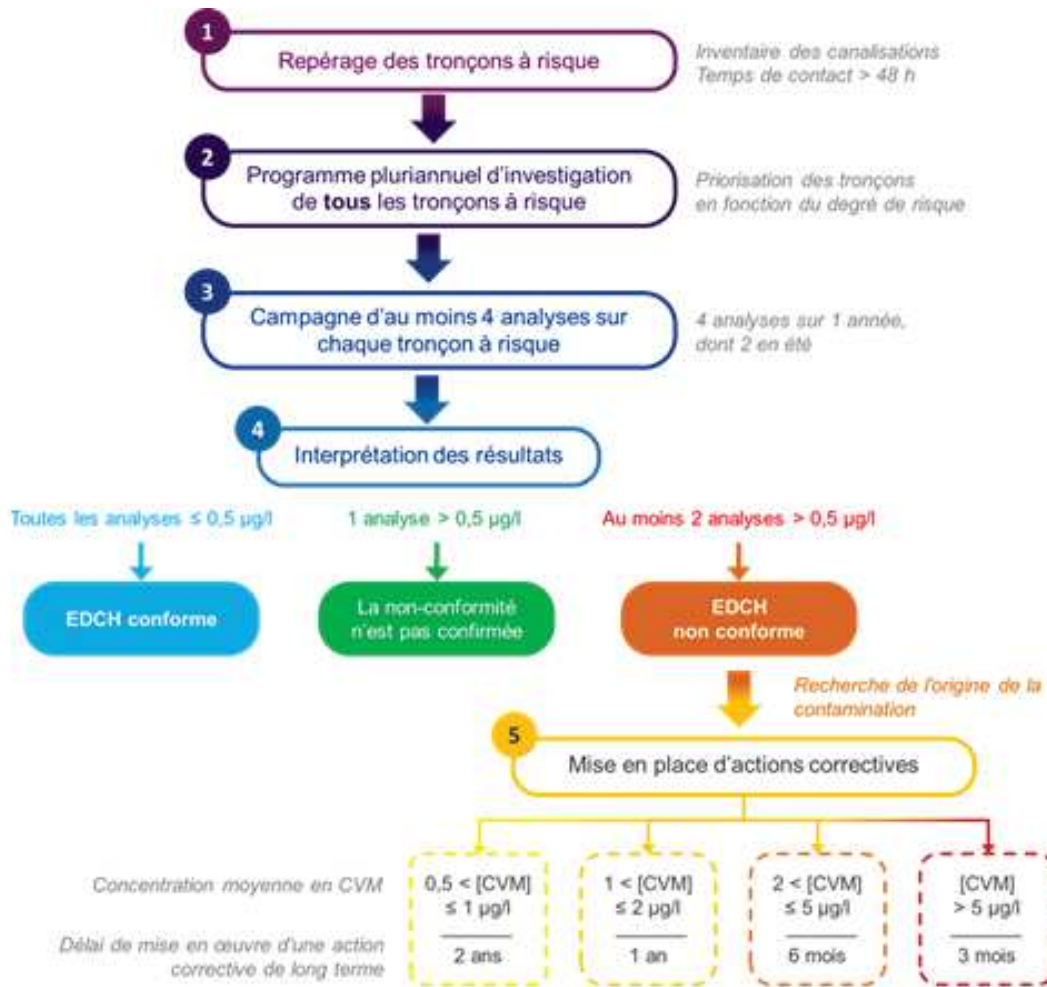 1
Repérage des tronçons à risque
Inventaire des canalisations
Temps de contact > 48 h
2
Programme pluriannuel d'investigation
de tous les tronçons à risque
Priorisation des tronçons
en fonction du degré de risque
3
Campagne d'au moins 4 analyses sur
chaque tronçon à risque
4 analyses sur 1 année,
dont 2 en été
4
Interprétation des résultats
Toutes les analyses ≤ 0,5 µg/l
1 analyse > 0,5 µg/l
Au moins 2 analyses > 0,5 µg/l
EDCH conforme
La non-conformité
n'est pas confirmée
EDCH
non conforme
Recherche de l'origine de la
contamination
5
Mise en place d'actions correctives
Concentration moyenne en CVM
0,5 < [CVM]
≤ 1 µg/l
1 < [CVM]
≤ 2 µg/l
2 < [CVM]
≤ 5 µg/l
[CVM]
> 5 µg/l
Délai de mise en œuvre d'une action
corrective de long terme
2 ans
1 an
6 mois
3 mois